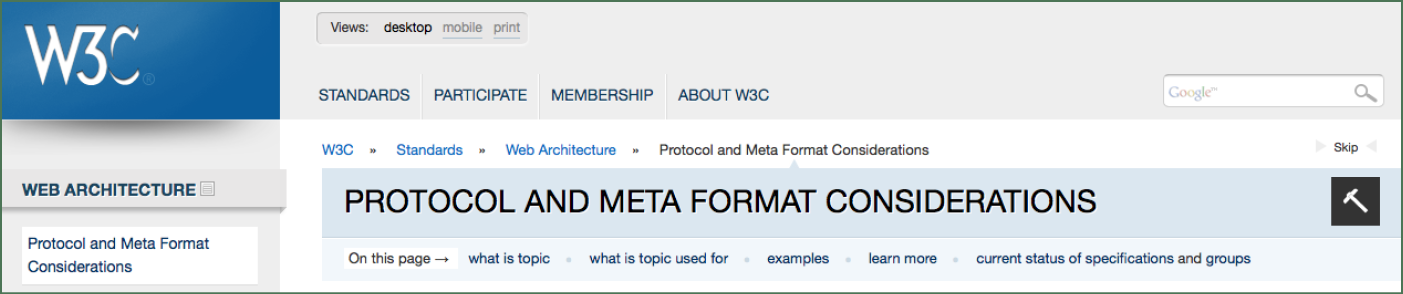 W3C®
Views: desktop mobile print
STANDARDS PARTICIPATE MEMBERSHIP ABOUT W3C
Google™
W3C » Standards » Web Architecture » Protocol and Meta Format Considerations
Skip
WEB ARCHITECTURE
PROTOCOL AND META FORMAT CONSIDERATIONS
Protocol and Meta Format
Considerations
On this page → what is topic • what is topic used for • examples • learn more • current status of specifications and groups